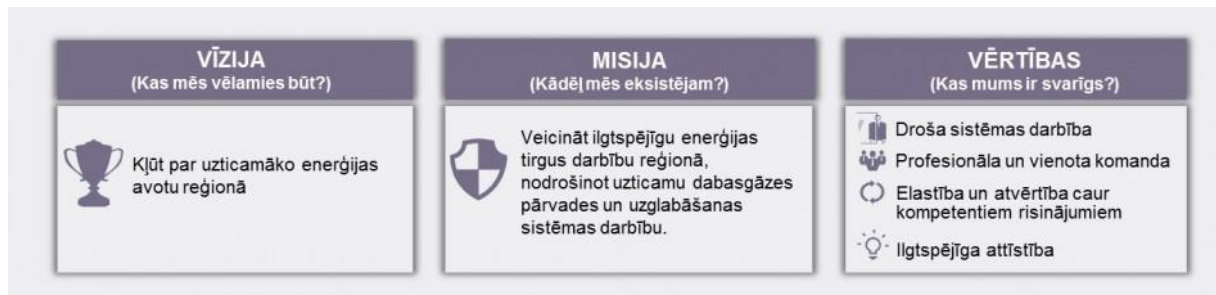 VĪZIJA
(Kas mēs vēlamies būt?)
Kļūt par uzticamāko enerģijas
avotu reģionā
MISIJA
(Kādēļ mēs eksistējam?)
Veicināt ilgtspējīgu enerģijas
tirgus darbību reģionā,
nodrošinot uzticamu dabasgāzes
pārvades un uzglabāšanas
sistēmas darbību.
VĒRTĪBAS
(Kas mums ir svarīgs?)
Droša sistēmas darbība
Profesionāla un vienota komanda
Elastība un atvērtība caur
kompetentiem risinājumiem
Ilgtspējīga attīstība